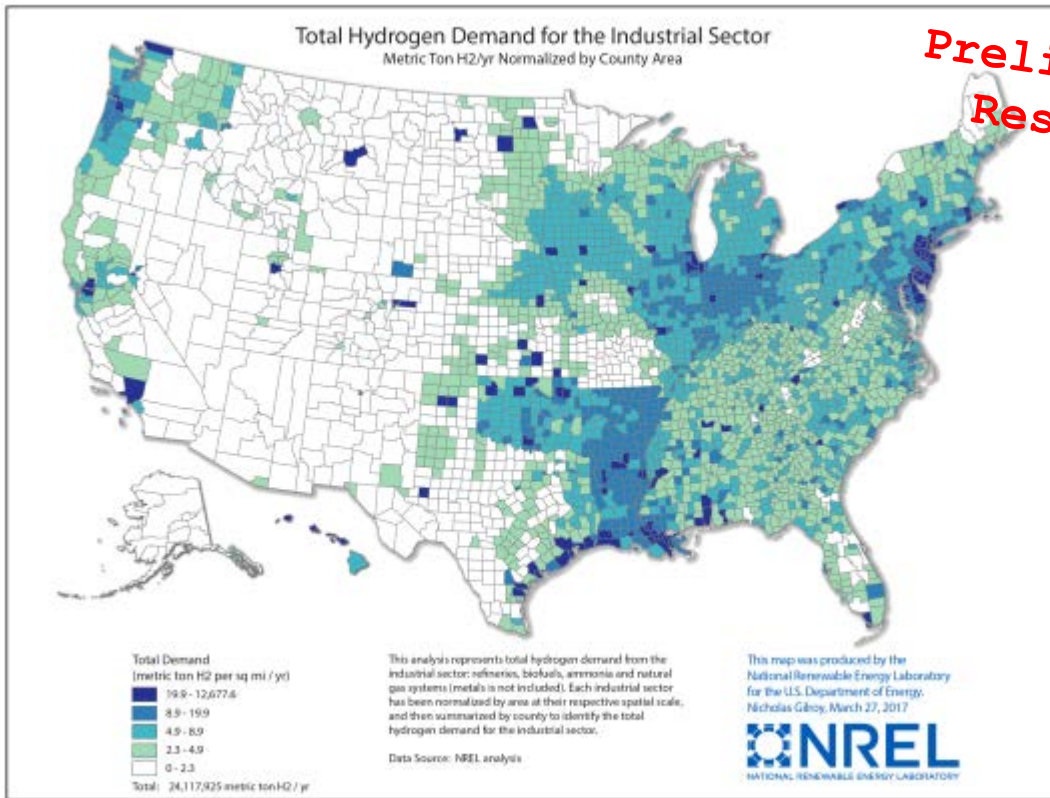 Total Hydrogen Demand for the Industrial Sector
Metric Ton H2/yr Normalized by County Area
Preli
Res
Total Demand
(metric ton H2 per sq mi / yr)
19.9 - 12,677.6
8.9 - 19.9
4.9 - 8.9
2.3 - 4.9
0 - 2.3
Total: 24,117,925 metric ton H2 / yr
This analysis represents total hydrogen demand from the
industrial sector: refineries, biofuels, ammonia and natural
gas systems (metals is not included). Each industrial sector
has been normalized by area at their respective spatial scale,
and then summarized by county to identify the total
hydrogen demand for the industrial sector.
Data Source: NREL analysis
This map was produced by the
National Renewable Energy Laboratory
for the U.S. Department of Energy.
Nicholas Gilroy, March 27, 2017
NREL
NATIONAL RENEWABLE ENERGY LABORATORY